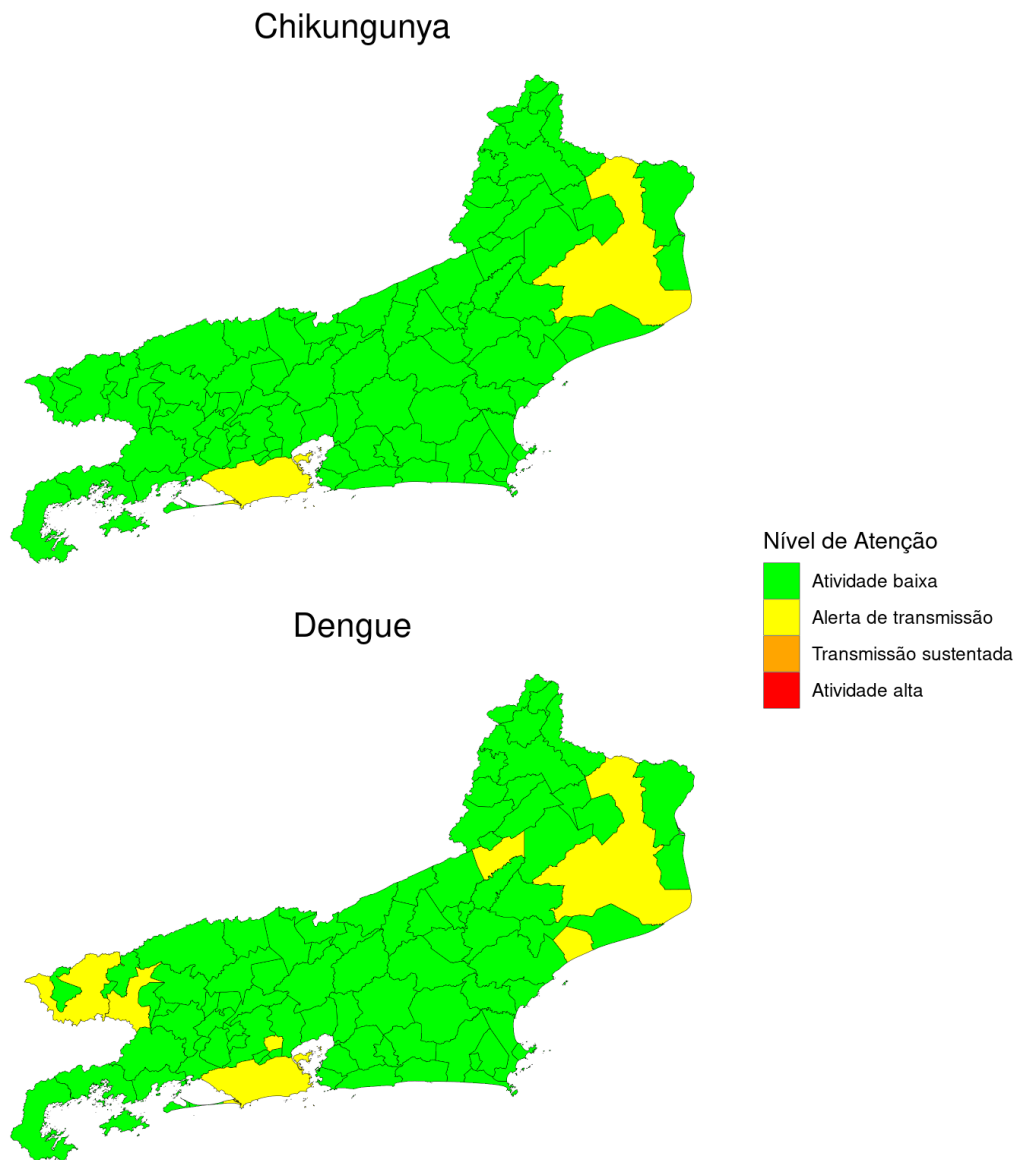 Chikungunya
Nível de Atenção
Atividade baixa
Alerta de transmissão
Transmissão sustentada
Atividade alta
Dengue